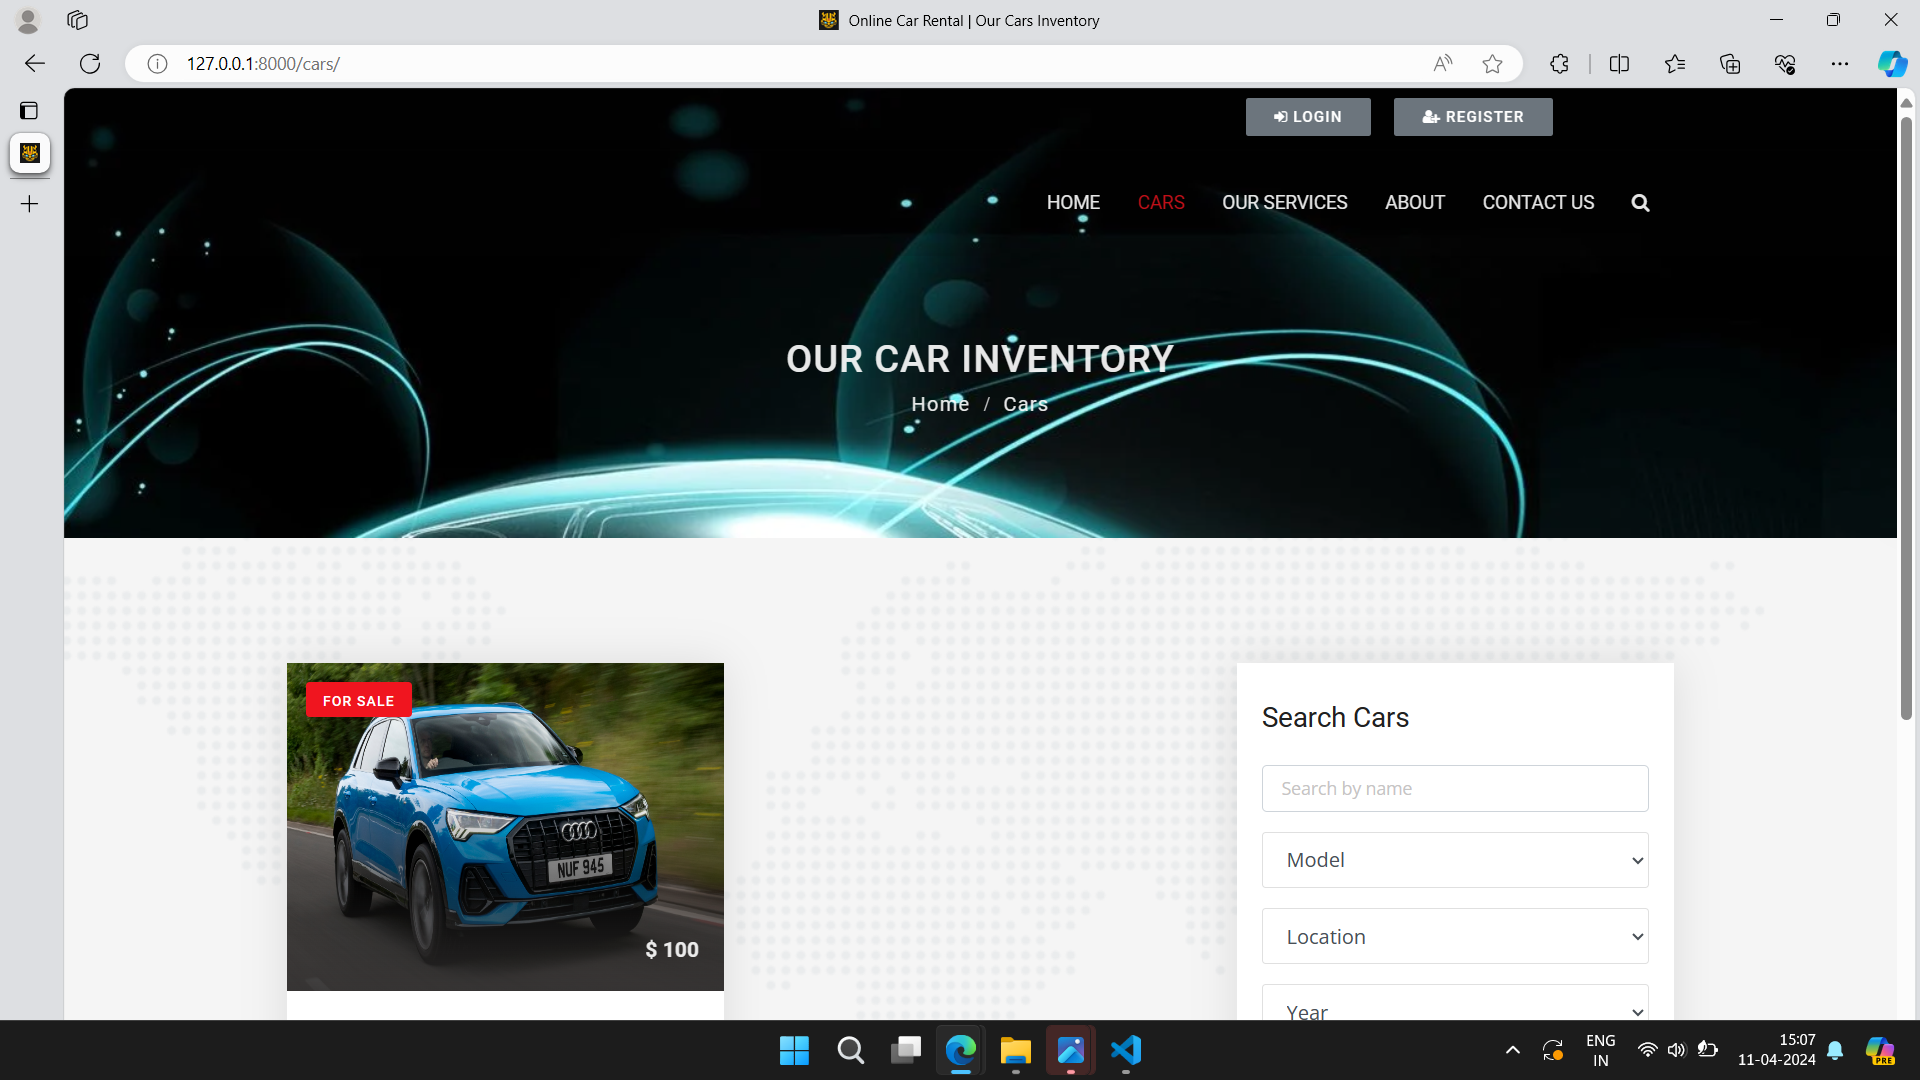 Online Car Rental | Our Cars Inventory
127.0.0.1:8000/cars/
LOGIN
REGISTER
HOME
CARS
OUR SERVICES
ABOUT
CONTACT US
OUR CAR INVENTORY
Home / Cars
FOR SALE
NUF 945
$ 100
Search Cars
Search by name
Model
Location
Year
ENG
IN
15:07
11-04-2024
PRE